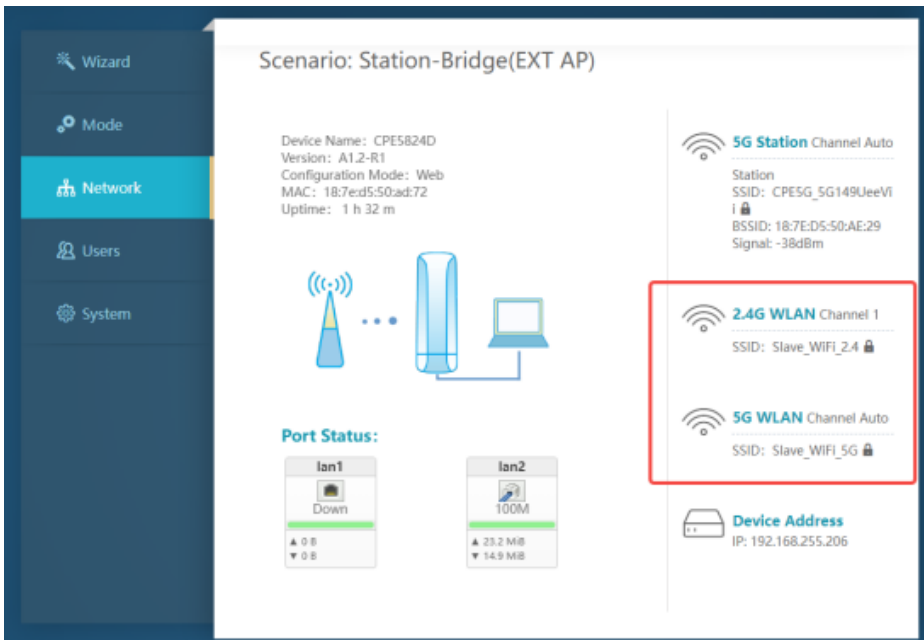 Wizard
Mode
Network
Users
System
Scenario: Station-Bridge(EXT AP)
Device Name: CPE5824D
Version: A1.2-R1
Configuration Mode: Web
MAC: 18:7e:d5:50:ad:72
Uptime: 1 h 32 m
Port Status:
lan1
Down
▲ 0 B
▼ 0 B
lan2
100M
▲ 23.2 MiB
▼ 14.9 MiB
5G Station Channel Auto
Station
SSID: CPE5G_5G149UeeVi
i
BSSID: 18:7E:D5:50:AE:29
Signal: -38dBm
2.4G WLAN Channel 1
SSID: Slave_WiFi_2.4
5G WLAN Channel Auto
SSID: Slave_WIFI_5G
Device Address
IP: 192.168.255.206